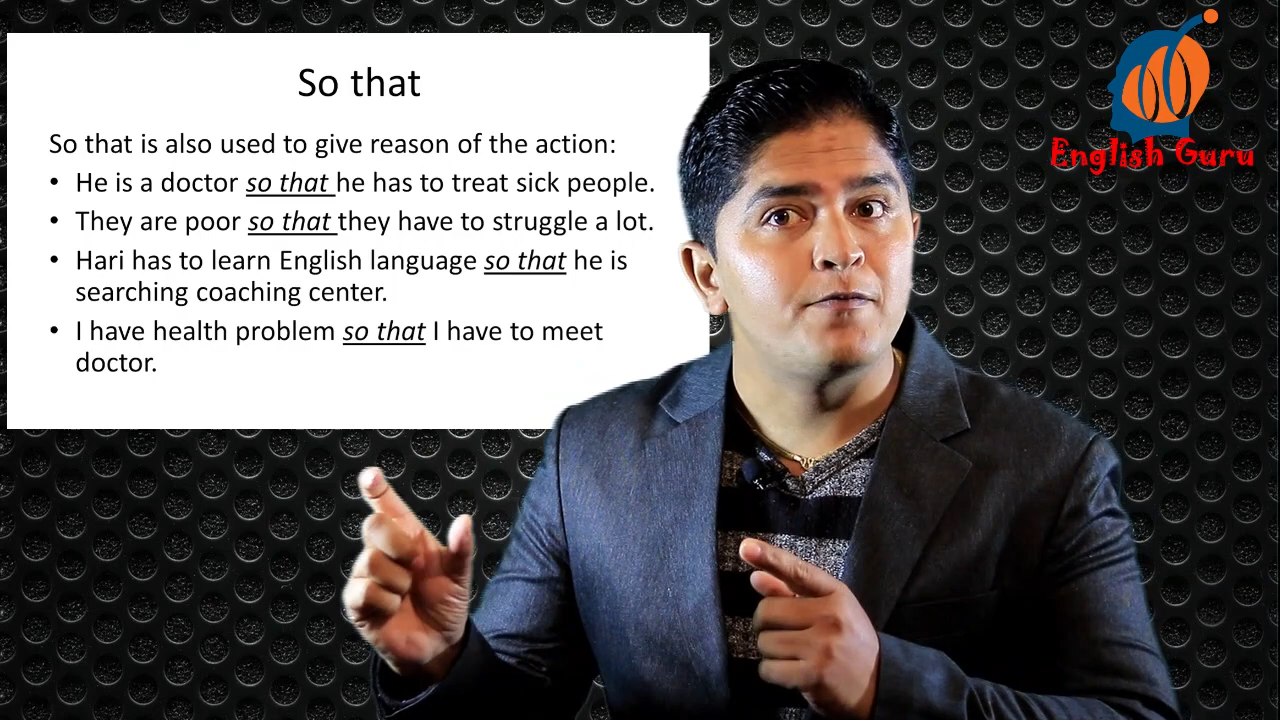 So that
So that is also used to give reason of the action:
• He is a doctor so that he has to treat sick people.
• They are poor so that they have to struggle a lot.
• Hari has to learn English language so that he is
searching coaching center.
• I have health problem so that I have to meet
doctor.
English Guru